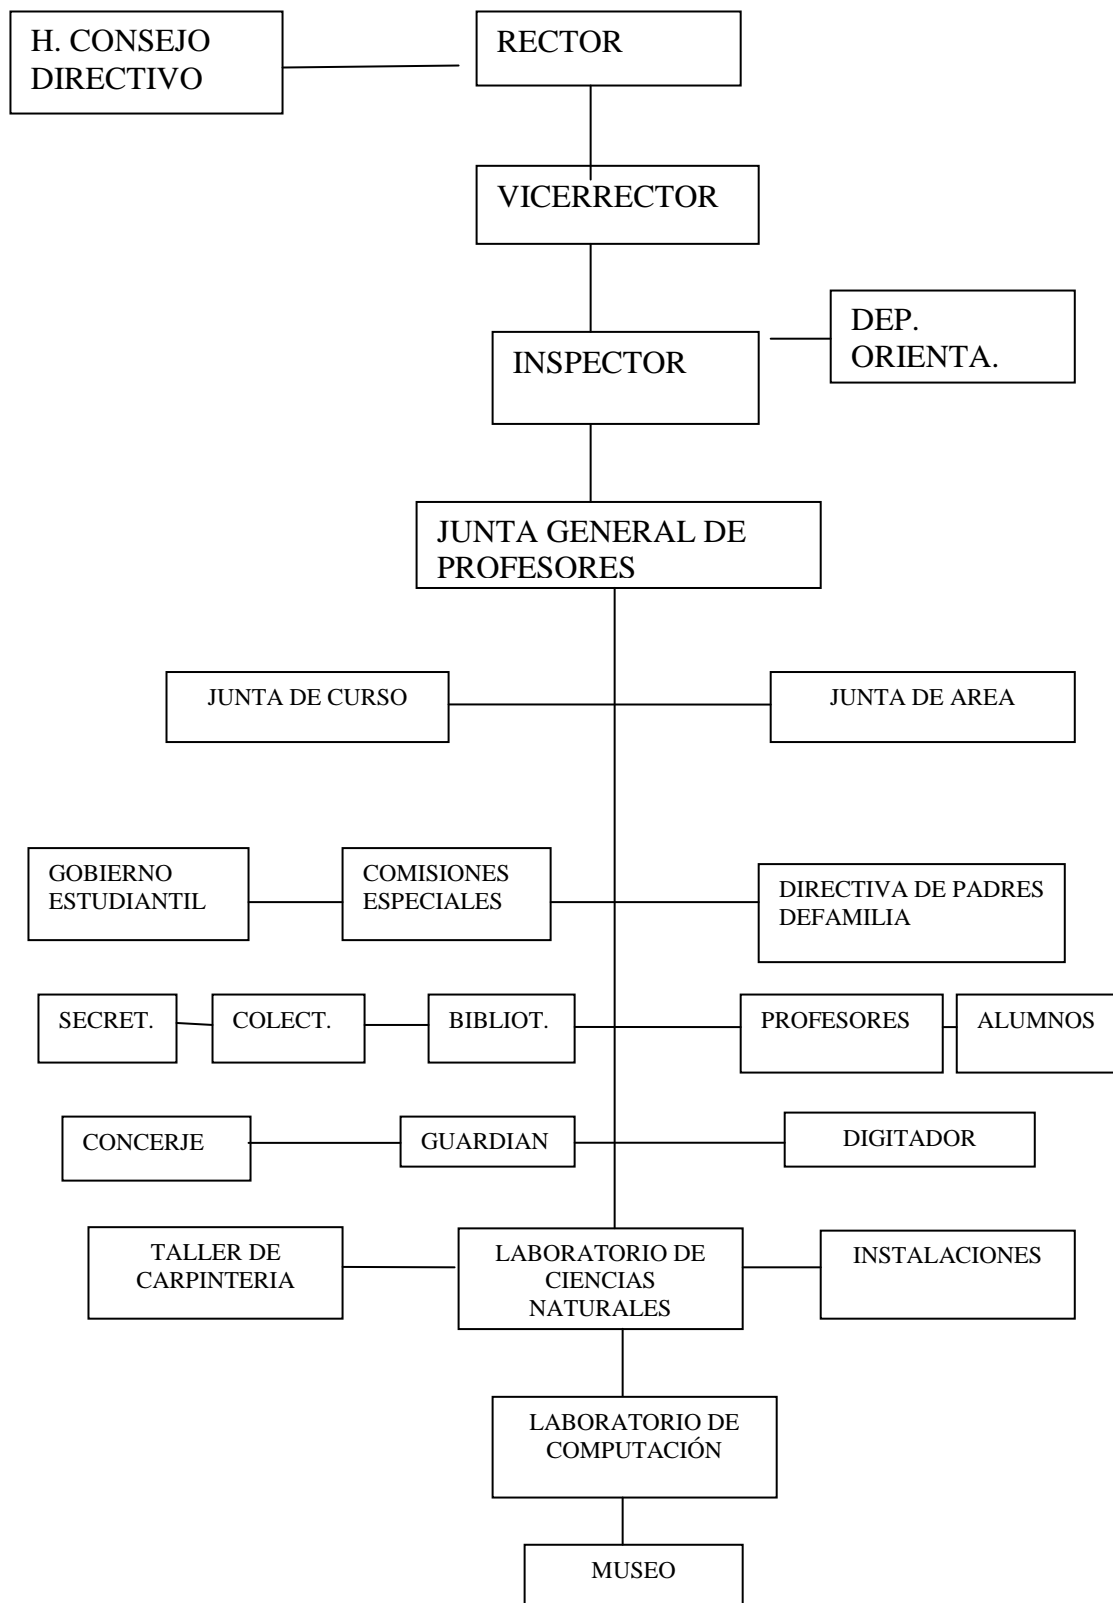 H. CONSEJO
DIRECTIVO
RECTOR
VICERRECTOR
DEP.
ORIENTA.
INSPECTOR
JUNTA GENERAL DE
PROFESORES
JUNTA DE CURSO
JUNTA DE AREA
GOBIERNO
ESTUDIANTIL
COMISIONES
ESPECIALES
DIRECTIVA DE PADRES
DEFAMILIA
SECRET.
COLECT.
BIBLIOT.
PROFESORES
ALUMNOS
CONCERJE
GUARDIAN
DIGITADOR
TALLER DE
CARPINTERIA
LABORATORIO DE
CIENCIAS
NATURALES
INSTALACIONES
LABORATORIO DE
COMPUTACIÓN
MUSEO